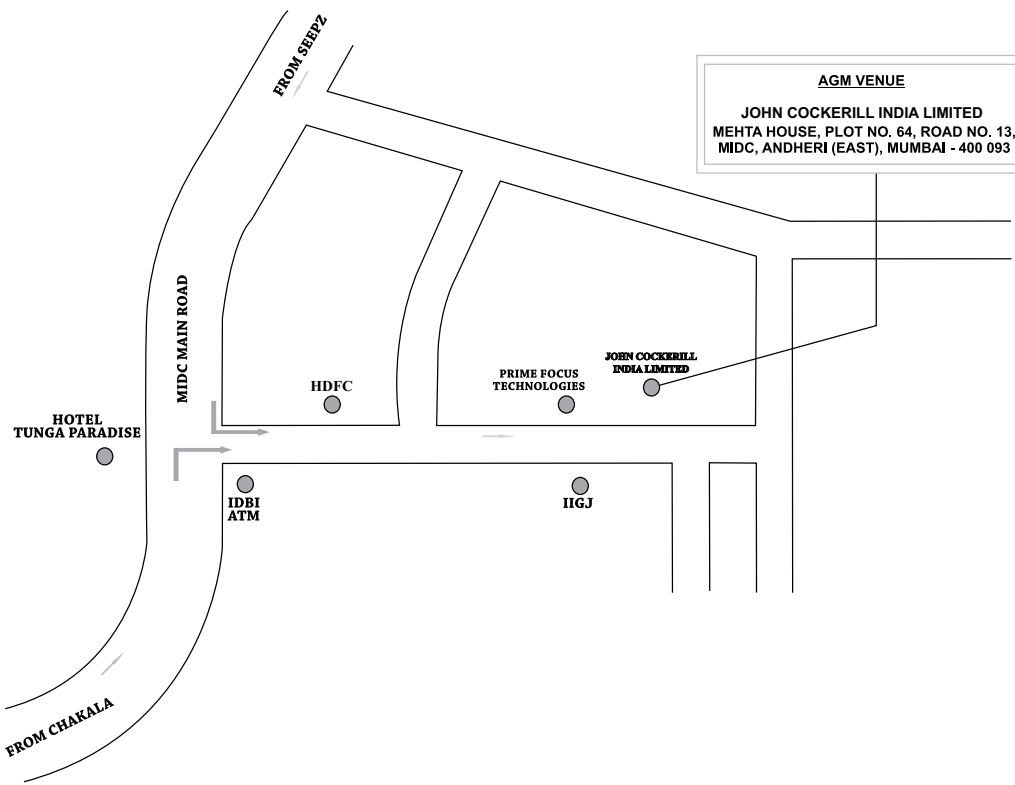 FROM SEEPZ
AGM VENUE
JOHN COCKERILL INDIA LIMITED
MEHTA HOUSE, PLOT NO. 64, ROAD NO. 13,
MIDC, ANDHERI (EAST), MUMBAI - 400 093
MIDC MAIN ROAD
JOHN COCKERILL
INDIA LIMITED
PRIME FOCUS
TECHNOLOGIES
HDFC
HOTEL
TUNGA PARADISE
IDBI
ATM
IIGJ
FROM CHAKALA